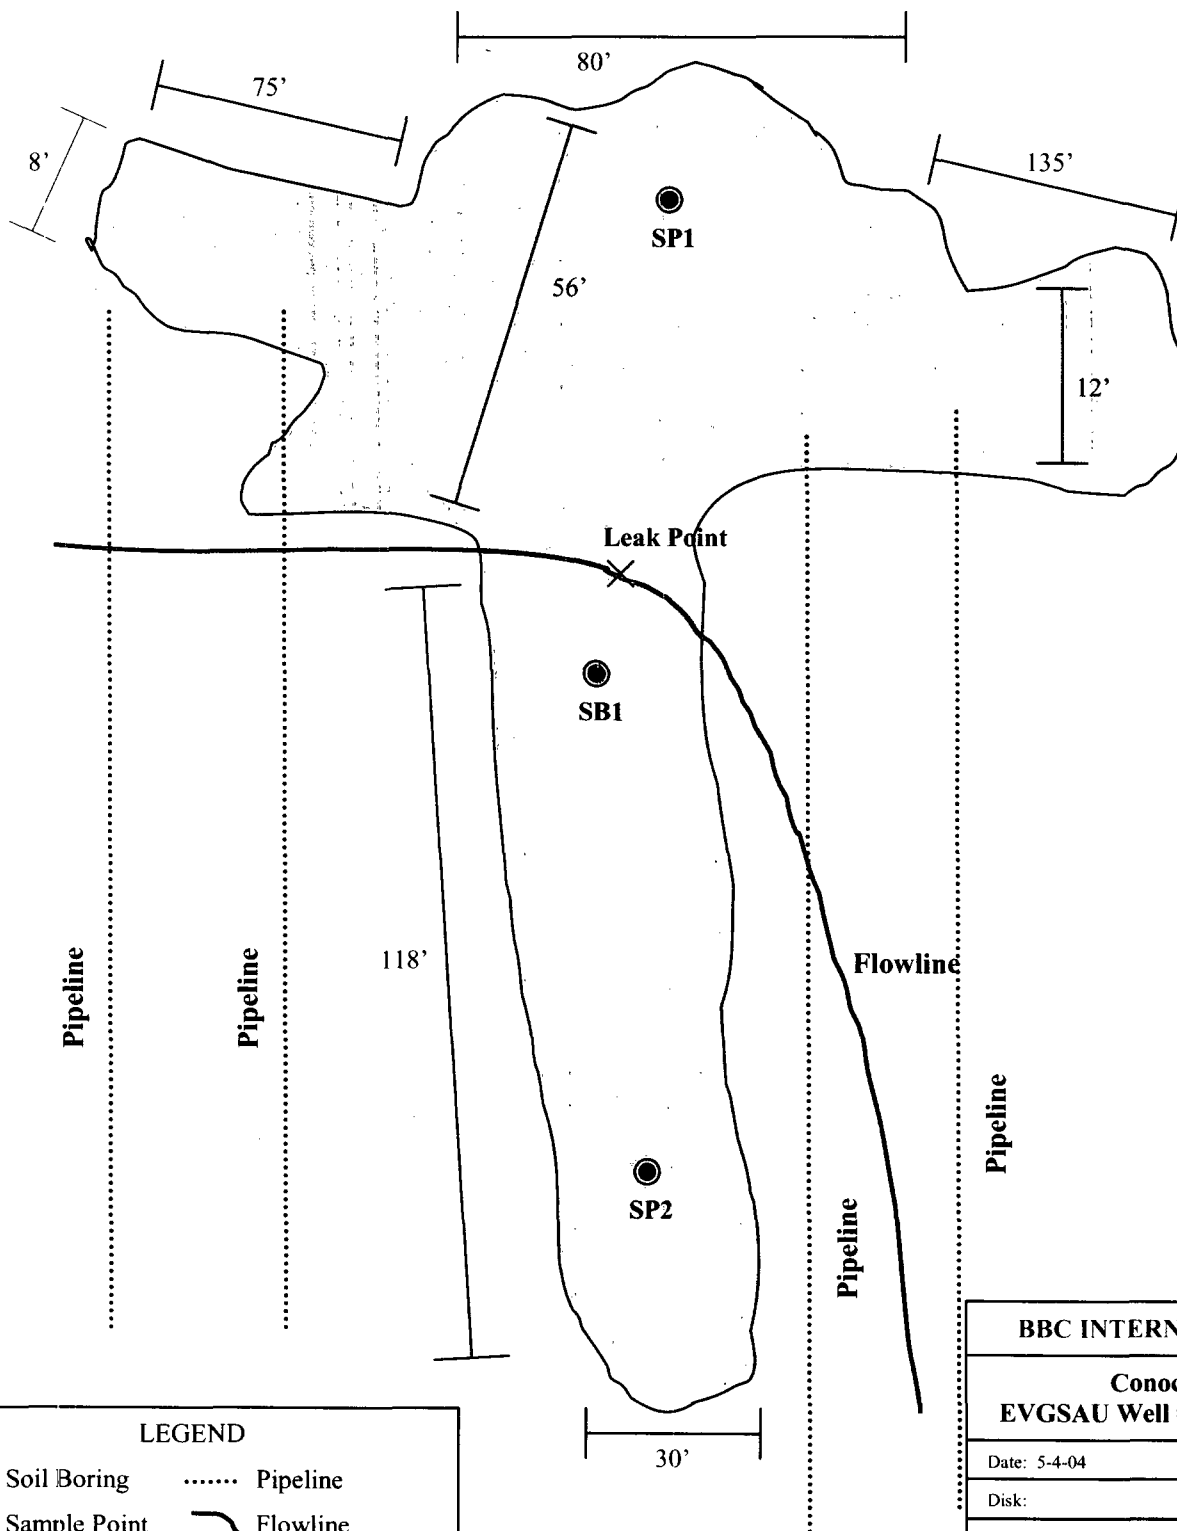 80'
75'
8'
135'
SP1
56'
12'
Leak Point
SB1
118'
Flowline
Pipeline
Pipeline
Pipeline
Pipeline
SP2
30'
BBC INTERN
Conoc
EVGSAU Well
Date: 5-4-04
Disk:
LEGEND
Soil Boring Pipeline
Sample Point Flowline